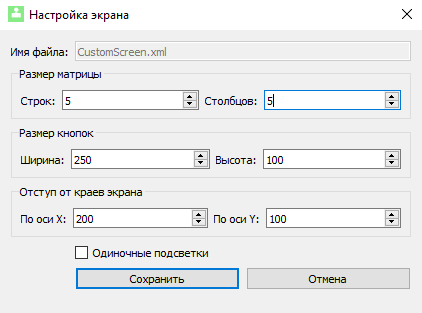 Настройка экрана
Имя файла: CustomScreen.xml
Размер матрицы
Строк: 5 Столбцов: 5
Размер кнопок
Ширина: 250 Высота: 100
Отступ от краев экрана
По оси X: 200 По оси Y: 100
Одиночные подсветки
Сохранить Отмена